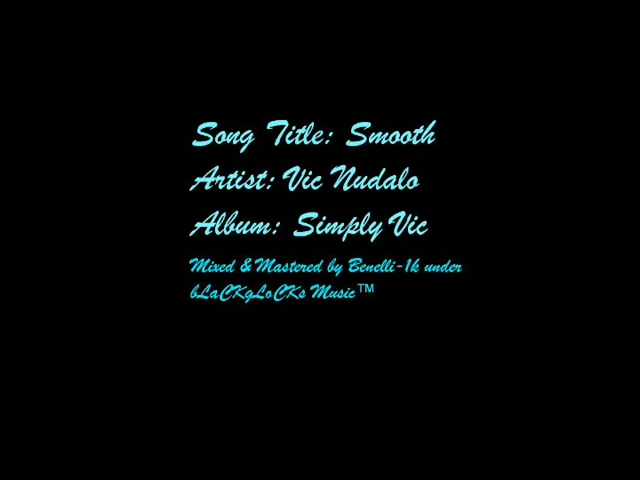 Song Title: Smooth
Artist: Vic Nudalo
Album: Simply Vic
Mixed & Mastered by Benelli-1k under
bLaCKgLoCKs Music™